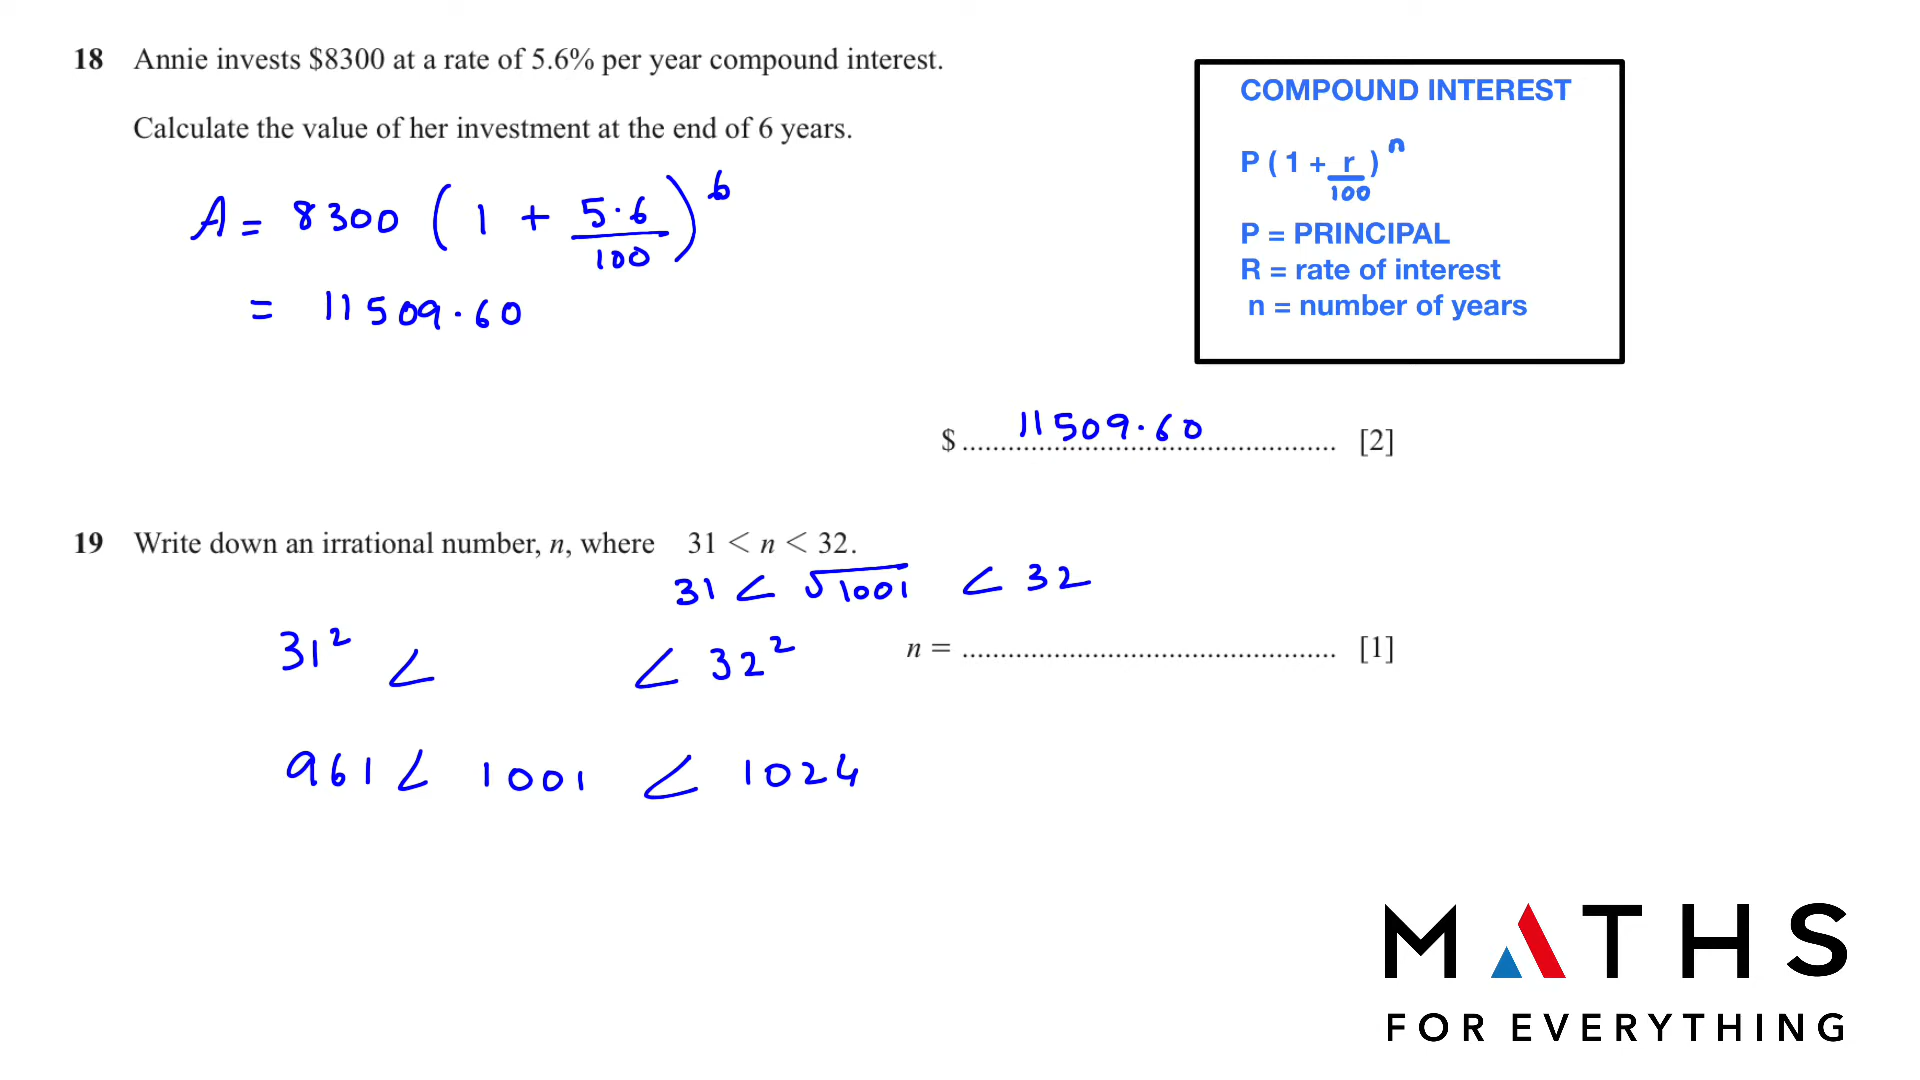 18 Annie invests $8300 at a rate of 5.6% per year compound interest.
Calculate the value of her investment at the end of 6 years.
A = 8300 ( 1 + 5.6/100 )^6
= 11509.60
COMPOUND INTEREST
P ( 1 + r/100 )^n
P = PRINCIPAL
R = rate of interest
n = number of years
$ 11509.60 [2]
19 Write down an irrational number, n, where 31 < n < 32.
31 < √1001 < 32
31² < < 32²
n = ................................................. [1]
961 < 1001 < 1024
MATHS
FOR EVERYTHING